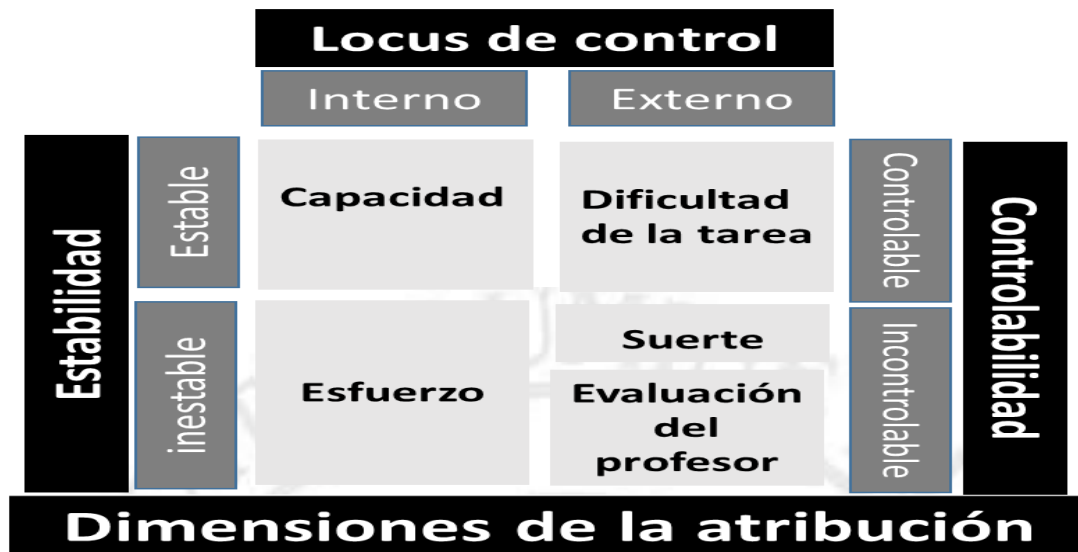 Locus de control
Interno
Externo
Estabilidad
Estable
Capacidad
Dificultad
de la tarea
Controlable
Controlabilidad
inestable
Esfuerzo
Suerte
Evaluación
del
profesor
Incontrolable
Dimensiones de la atribución